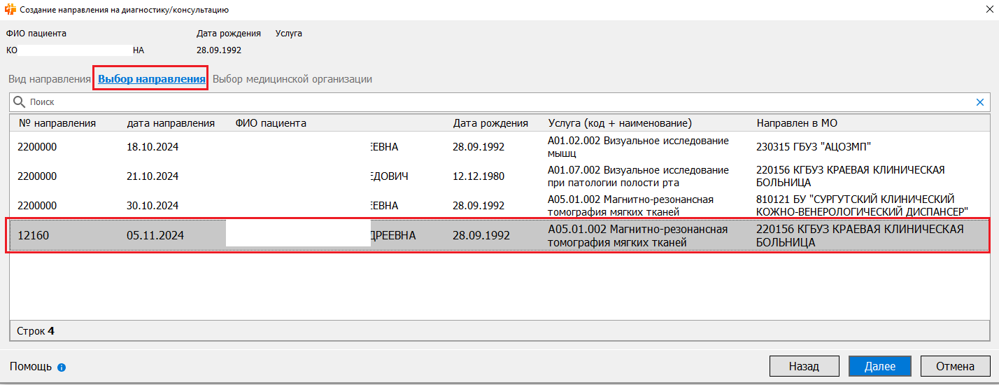 Создание направления на диагностику/консультацию
ФИО пациента Дата рождения Услуга
КО НА 28.09.1992
Вид направления Выбор направления Выбор медицинской организации
Поиск
№ направления дата направления ФИО пациента Дата рождения Услуга (код + наименование) Направлен в МО
2200000 18.10.2024 ЕЕВНА 28.09.1992 A01.02.002 Визуальное исследование мышц 230315 ГБУЗ "АЦОЗМП"
2200000 21.10.2024 ЕДОВИЧ 12.12.1980 A01.07.002 Визуальное исследование при патологии полости рта 220156 КГБУЗ КРАЕВАЯ КЛИНИЧЕСКАЯ БОЛЬНИЦА
2200000 30.10.2024 ЕЕВНА 28.09.1992 A05.01.002 Магнитно-резонансная томография мягких тканей 810121 БУ "СУРГУТСКИЙ КЛИНИЧЕСКИЙ КОЖНО-ВЕНЕРОЛОГИЧЕСКИЙ ДИСПАНСЕР"
12160 05.11.2024 ДРЕЕВНА 28.09.1992 A05.01.002 Магнитно-резонансная томография мягких тканей 220156 КГБУЗ КРАЕВАЯ КЛИНИЧЕСКАЯ БОЛЬНИЦА
Строк 4
Помощь Назад Далее Отмена